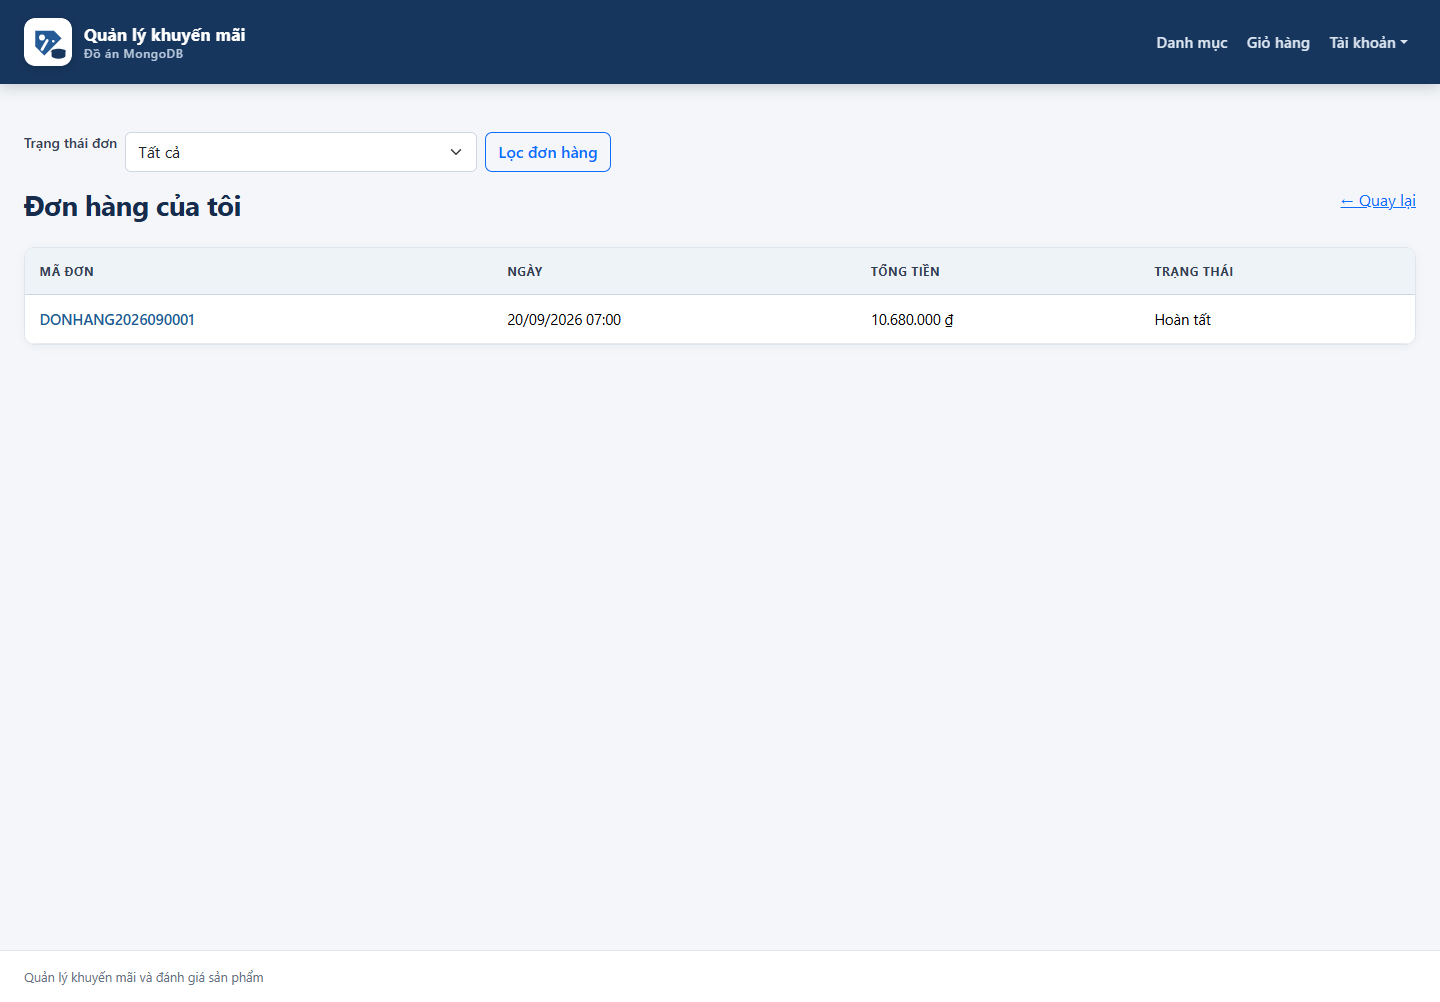 Quản lý khuyến mãi
Đồ án MongoDB
Danh mục Giỏ hàng Tài khoản
Trạng thái đơn Tất cả Lọc đơn hàng
Đơn hàng của tôi ← Quay lại
MÃ ĐƠN NGÀY TỔNG TIỀN TRẠNG THÁI
DONHANG2026090001 20/09/2026 07:00 10.680.000 ₫ Hoàn tất
Quản lý khuyến mãi và đánh giá sản phẩm